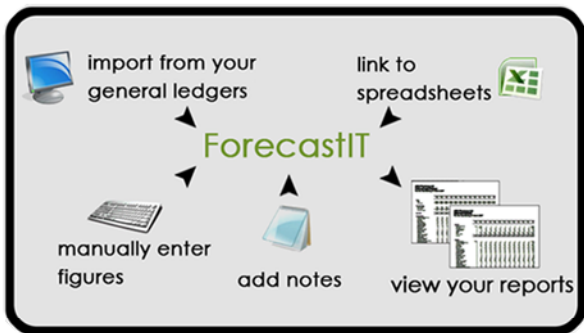 import from your
general ledgers
link to
spreadsheets
ForecastIT
manually enter
figures
add notes
view your reports